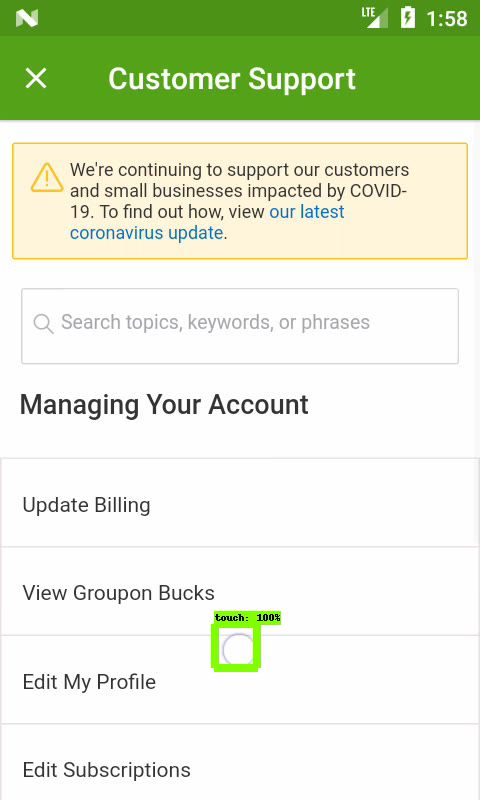 LTE 1:58
Customer Support
We're continuing to support our customers
and small businesses impacted by COVID-
19. To find out how, view our latest
coronavirus update.
Search topics, keywords, or phrases
Managing Your Account
Update Billing
View Groupon Bucks
touch: 100%
Edit My Profile
Edit Subscriptions